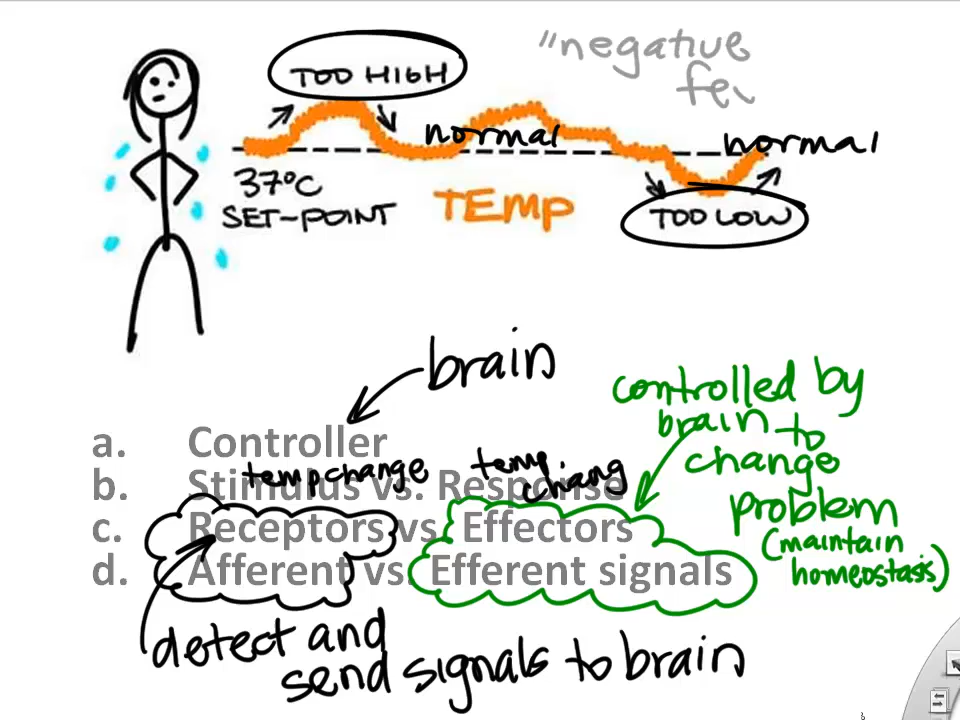 "negative
fe
TOO HIGH
normal
normal
37°C
SET-POINT
TEMP
TOO LOW
brain
controlled by
brain to
change
problem
(maintain
homeostasis)
a. Controller
temp change
temp
chang
b. Stimulus vs. Response
c. Receptors vs. Effectors
d. Afferent vs. Efferent signals
detect and
send signals to brain